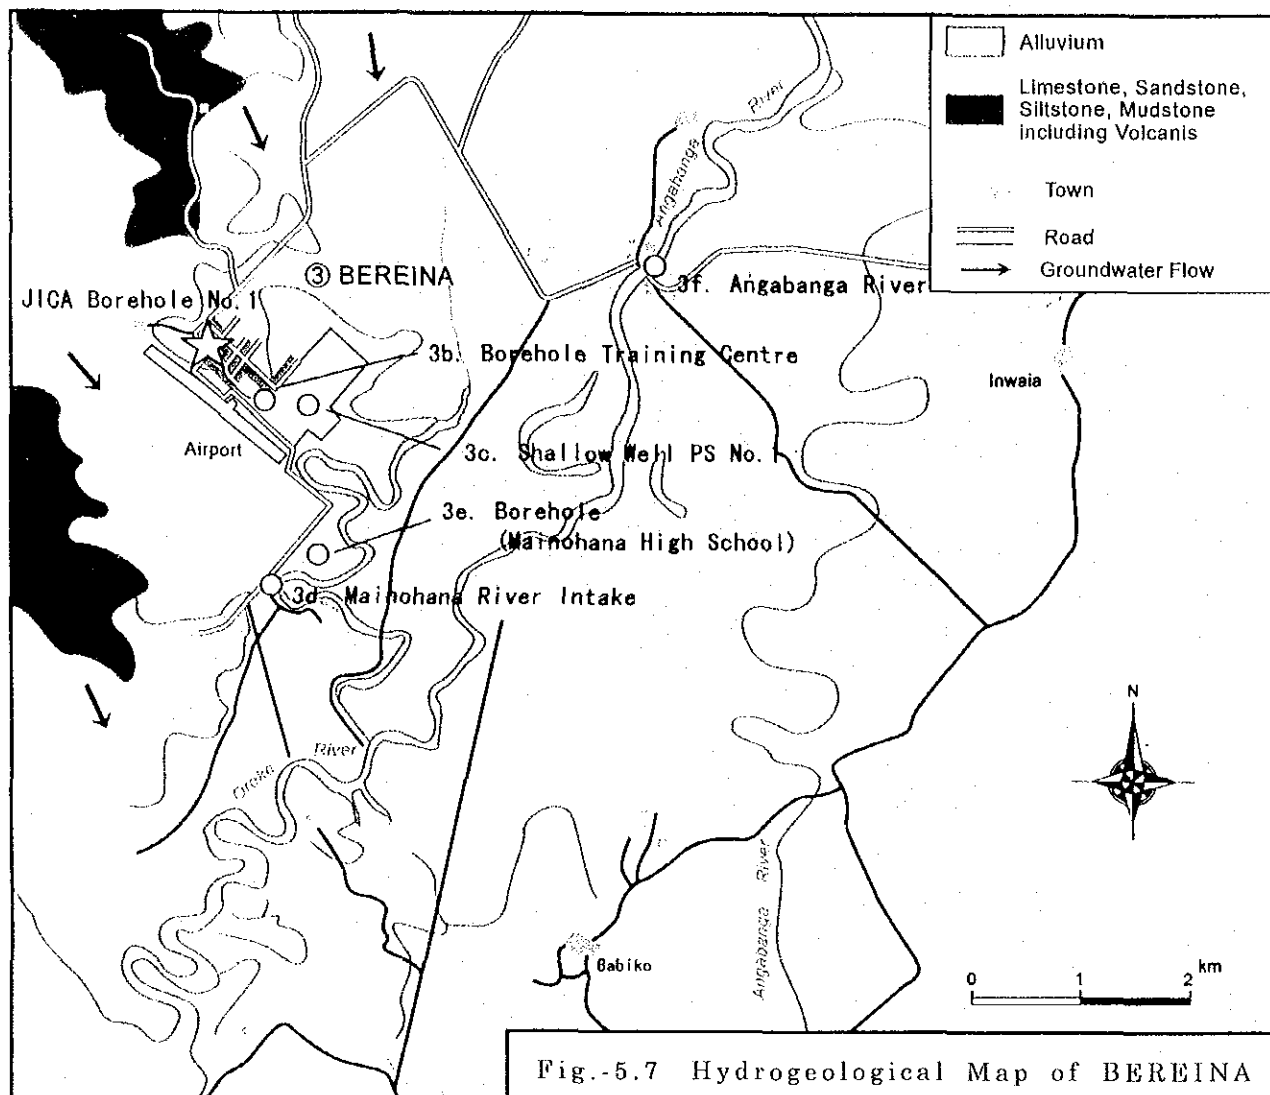 Alluvium
Limestone, Sandstone,
Siltstone, Mudstone
including Volcanis
Town
Road
Groundwater Flow
River
Angabanga
③ BEREINA
JICA Borehole No. 1
3f. Angabanga River
3b. Borehole Training Centre
Inwaia
Airport
3c. Shallow Well PS No. 1
3e. Borehole
(Mainohana High School)
3d. Mainohana River Intake
N
River
Oreke
Angabanga River
Babiko
km
0 1 2
Fig.-5.7 Hydrogeological Map of BEREINA